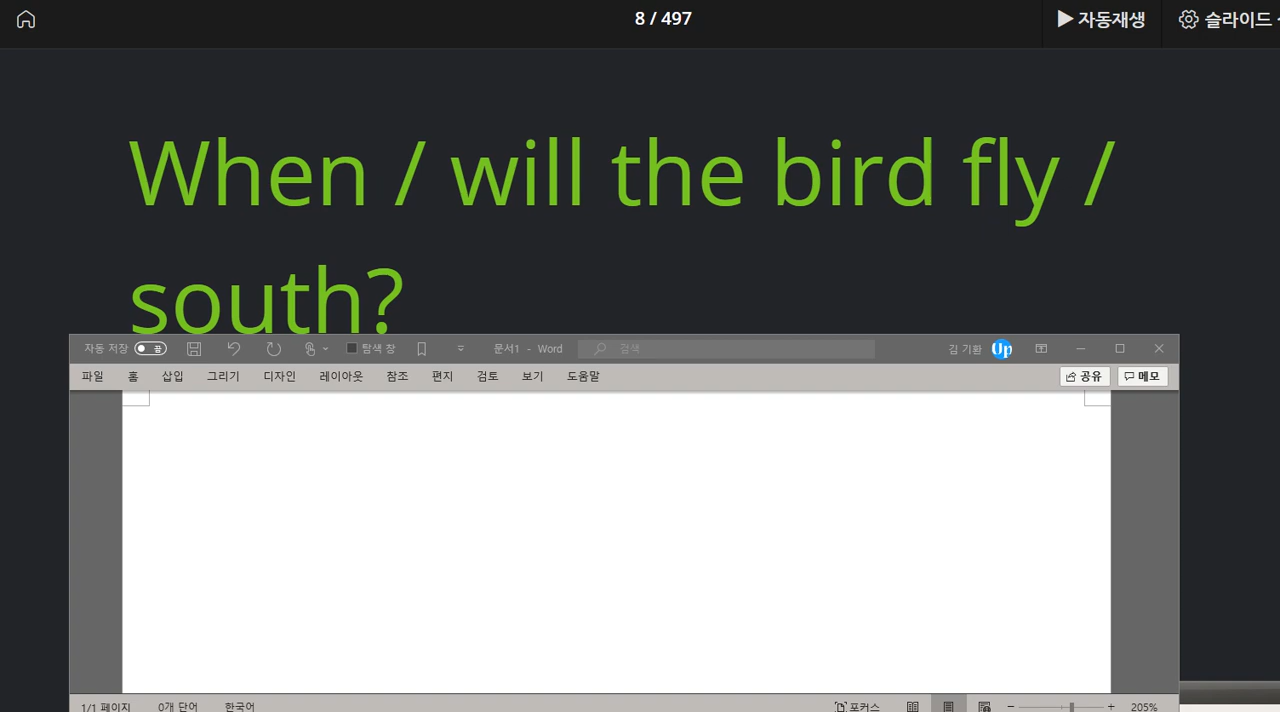 8 / 497
▶ 자동재생
슬라이드
When / will the bird fly /
south?
자동 저장 끔
탐색 창
문서1 - Word
검색
김 기환
Up
파일 홈 삽입 그리기 디자인 레이아웃 참조 편지 검토 보기 도움말
공유
메모
1/1 페이지 0개 단어 한국어
포커스
205%